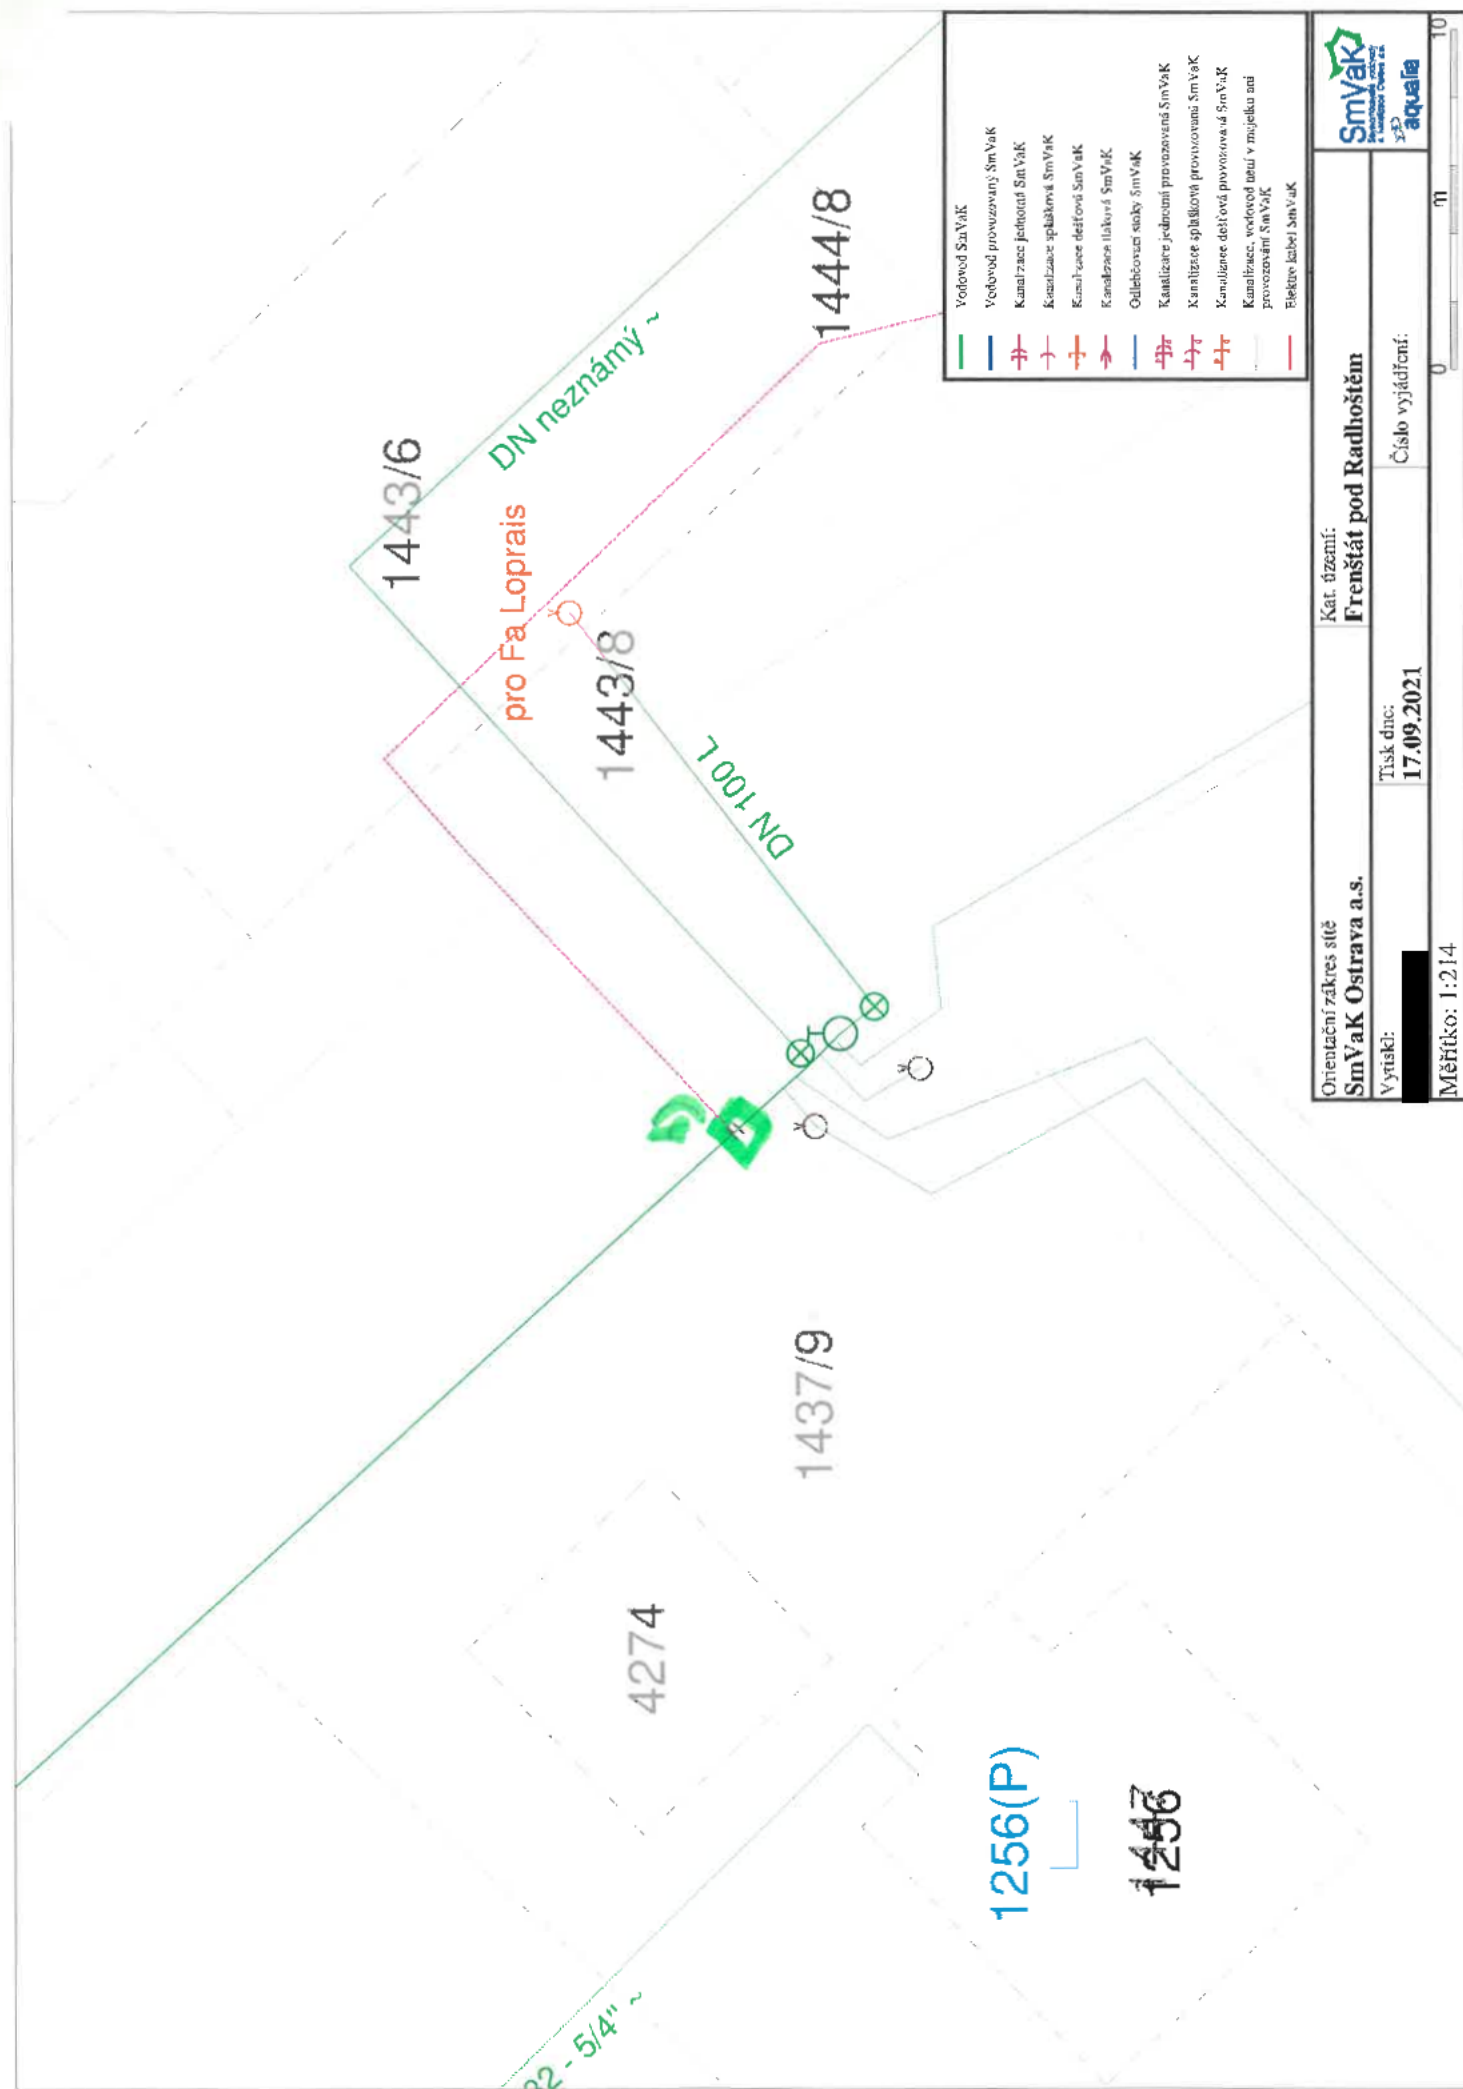 1443/6
DN neznámý ~
1444/8
pro Fa Loprais
1443/8
DN 100 L
1437/9
4274
1256(P)
1256
32 - 5/4" ~
Vodovod SmVaK
Vodovod provozovaný SmVaK
Kanalizace jednotná SmVaK
Kanalizace splašková SmVaK
Kanalizace dešťová SmVaK
Kanalizace tlaková SmVaK
Odlehčovací stoky SmVaK
Kanalizace jednotná provozovaná SmVaK
Kanalizace splašková provozovaná SmVaK
Kanalizace dešťová provozovaná SmVaK
Kanalizace, vodovod není v majetku ani
provozování SmVaK
Elektro kabel SmVaK
Orientační zákres sítě
SmVaK Ostrava a.s.
Kat. území:
Frenštát pod Radhoštěm
SmVaK
aqualia
Vytiskl:
Tisk dne:
17.09.2021
Číslo vyjádření:
Měřítko: 1:214
0 m 10